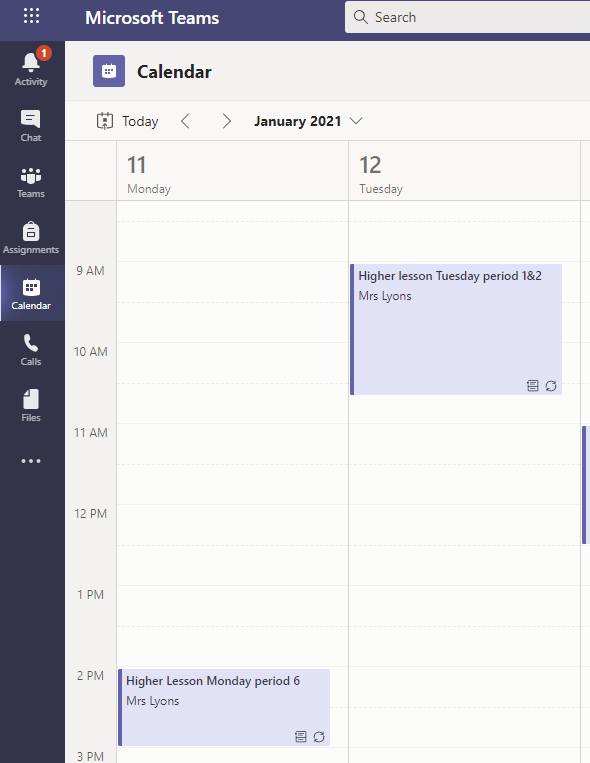 Microsoft Teams
Search
1
Activity
Chat
Teams
Assignments
Calendar
Calls
Files
Calendar
Today
January 2021
11
Monday
12
Tuesday
9 AM
10 AM
11 AM
12 PM
1 PM
2 PM
3 PM
Higher lesson Tuesday period 1&2
Mrs Lyons
Higher Lesson Monday period 6
Mrs Lyons